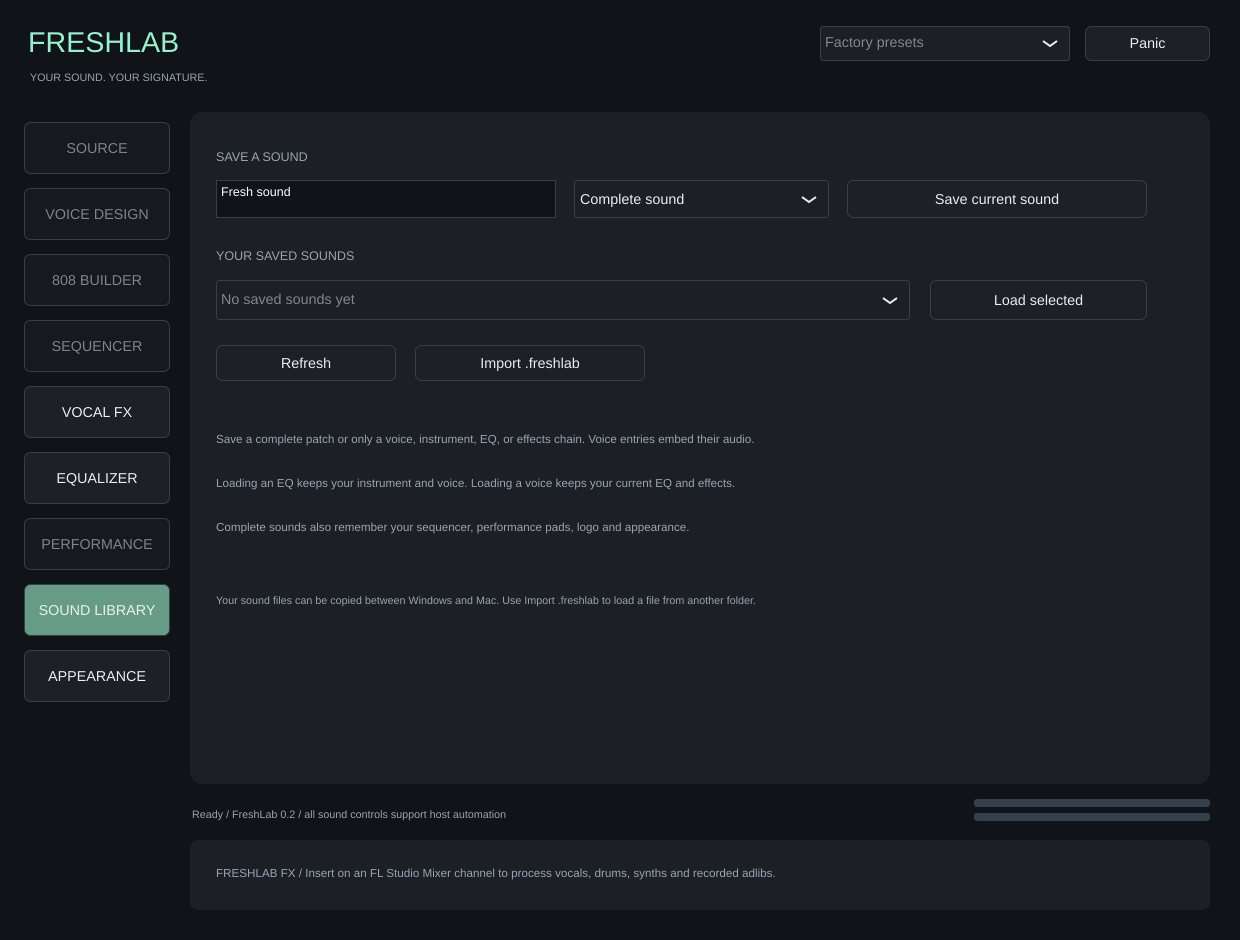 FRESHLAB
YOUR SOUND. YOUR SIGNATURE.
Factory presets
Panic
SOURCE
VOICE DESIGN
808 BUILDER
SEQUENCER
VOCAL FX
EQUALIZER
PERFORMANCE
SOUND LIBRARY
APPEARANCE
SAVE A SOUND
Fresh sound
Complete sound
Save current sound
YOUR SAVED SOUNDS
No saved sounds yet
Load selected
Refresh
Import .freshlab
Save a complete patch or only a voice, instrument, EQ, or effects chain. Voice entries embed their audio.
Loading an EQ keeps your instrument and voice. Loading a voice keeps your current EQ and effects.
Complete sounds also remember your sequencer, performance pads, logo and appearance.
Your sound files can be copied between Windows and Mac. Use Import .freshlab to load a file from another folder.
Ready / FreshLab 0.2 / all sound controls support host automation
FRESHLAB FX / Insert on an FL Studio Mixer channel to process vocals, drums, synths and recorded adlibs.